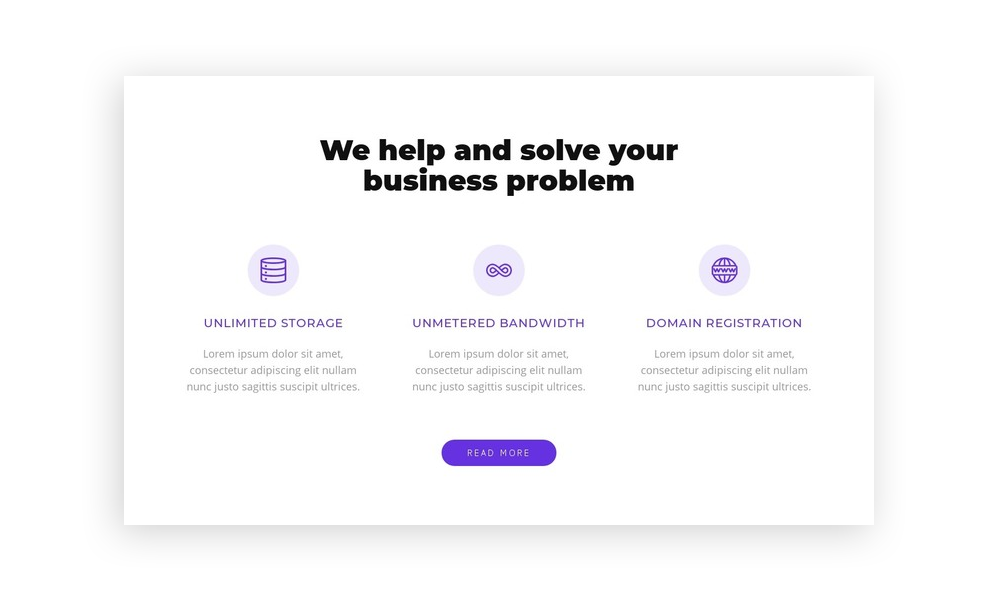 We help and solve your
business problem
WWW
UNLIMITED STORAGE
UNMETERED BANDWIDTH
DOMAIN REGISTRATION
Lorem ipsum dolor sit amet,
consectetur adipiscing elit nullam
nunc justo sagittis suscipit ultrices.
Lorem ipsum dolor sit amet,
consectetur adipiscing elit nullam
nunc justo sagittis suscipit ultrices.
Lorem ipsum dolor sit amet,
consectetur adipiscing elit nullam
nunc justo sagittis suscipit ultrices.
READ MORE